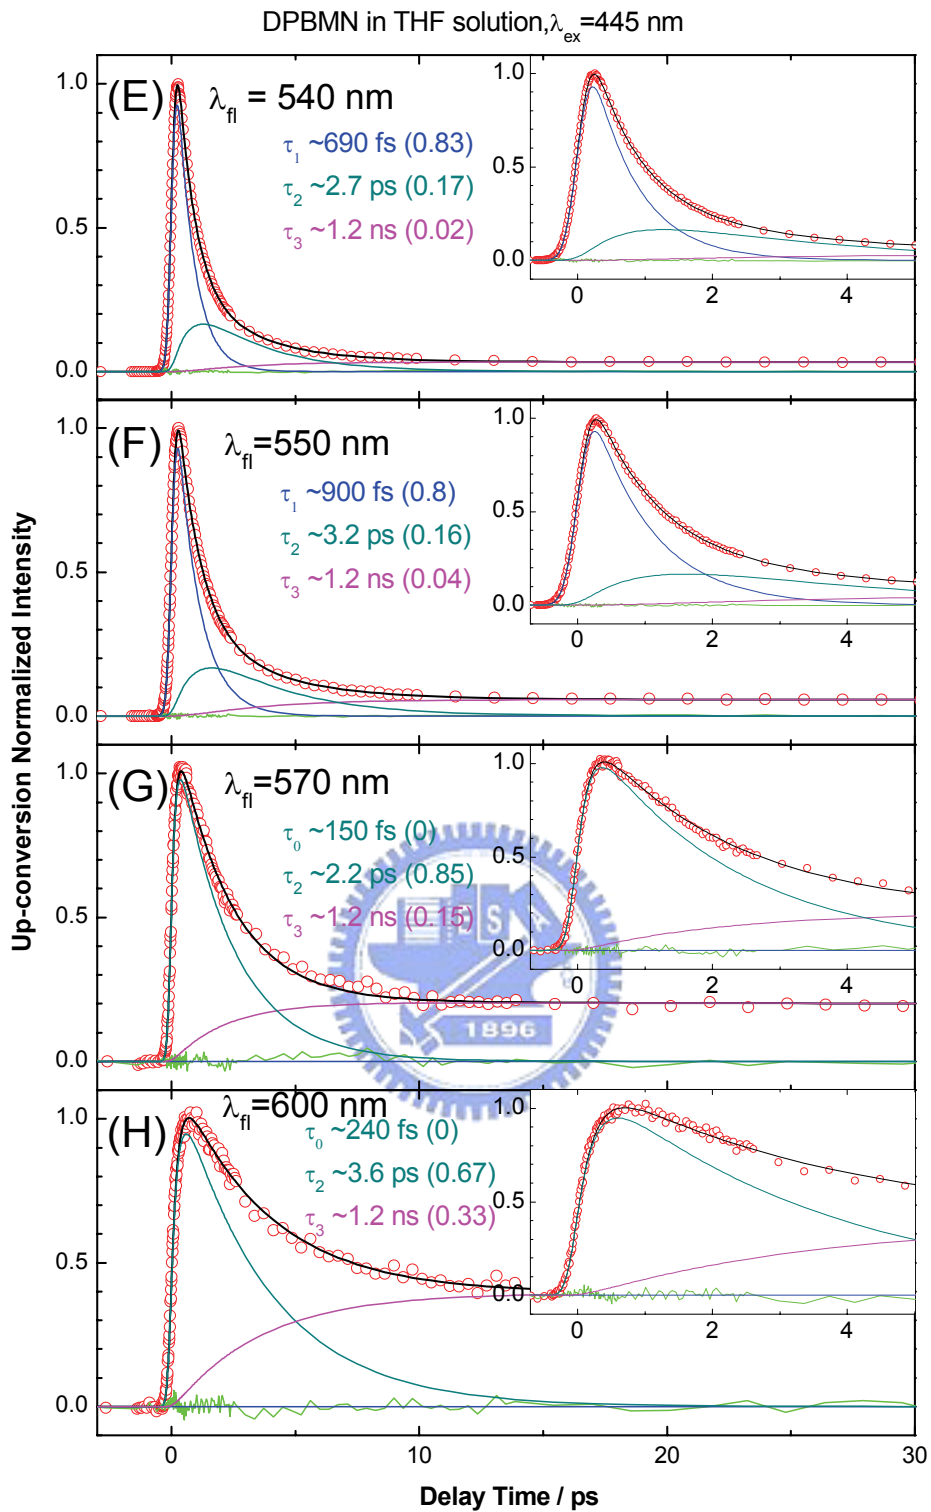 DPBMN in THF solution,λex=445 nm
Up-conversion Normalized Intensity
(E) λfl = 540 nm
τ1 ~690 fs (0.83)
τ2 ~2.7 ps (0.17)
τ3 ~1.2 ns (0.02)
1.0
0.5
0.0
1.0
0.5
0.0
0 2 4
(F) λfl=550 nm
τ1 ~900 fs (0.8)
τ2 ~3.2 ps (0.16)
τ3 ~1.2 ns (0.04)
1.0
0.5
0.0
1.0
0.5
0.0
0 2 4
(G) λfl=570 nm
τ0 ~150 fs (0)
τ2 ~2.2 ps (0.85)
τ3 ~1.2 ns (0.15)
1.0
0.5
0.0
1.0
0.5
0.0
0 2 4
1896
(H) λfl=600 nm
τ0 ~240 fs (0)
τ2 ~3.6 ps (0.67)
τ3 ~1.2 ns (0.33)
1.0
0.5
0.0
1.0
0.5
0.0
0 2 4
0 10 20 30
Delay Time / ps